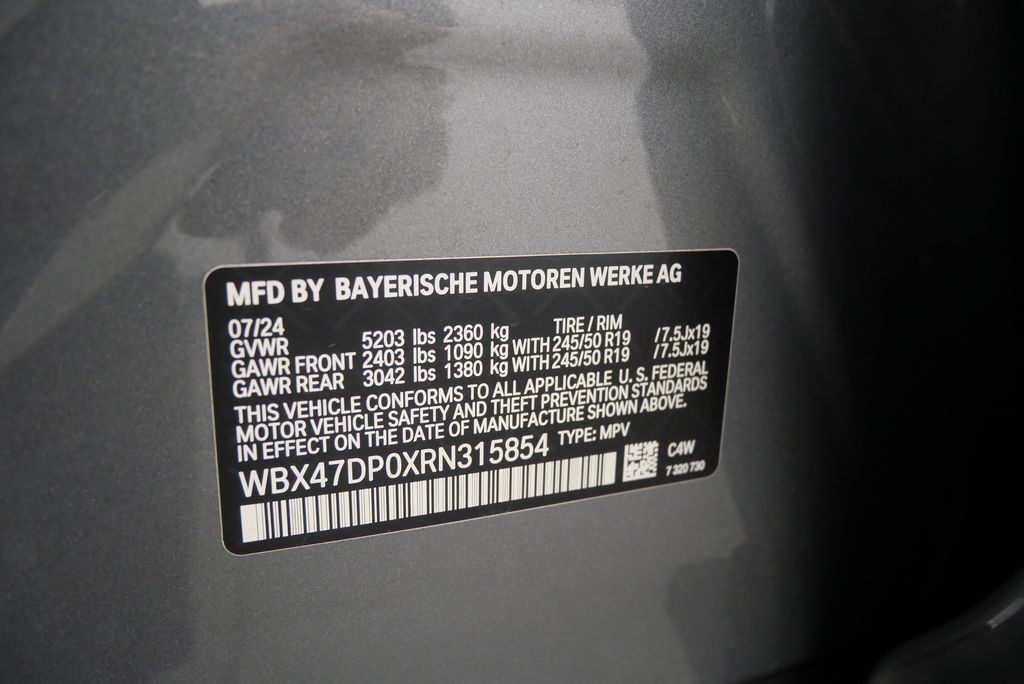 MFD BY BAYERISCHE MOTOREN WERKE AG
07/24 TIRE / RIM
GVWR 5203 lbs 2360 kg
GAWR FRONT 2403 lbs 1090 kg WITH 245/50 R19 /7.5Jx19
GAWR REAR 3042 lbs 1380 kg WITH 245/50 R19 /7.5Jx19
THIS VEHICLE CONFORMS TO ALL APPLICABLE U. S. FEDERAL
MOTOR VEHICLE SAFETY AND THEFT PREVENTION STANDARDS
IN EFFECT ON THE DATE OF MANUFACTURE SHOWN ABOVE.
WBX47DP0XRN315854 TYPE: MPV
C4W
7 320 730